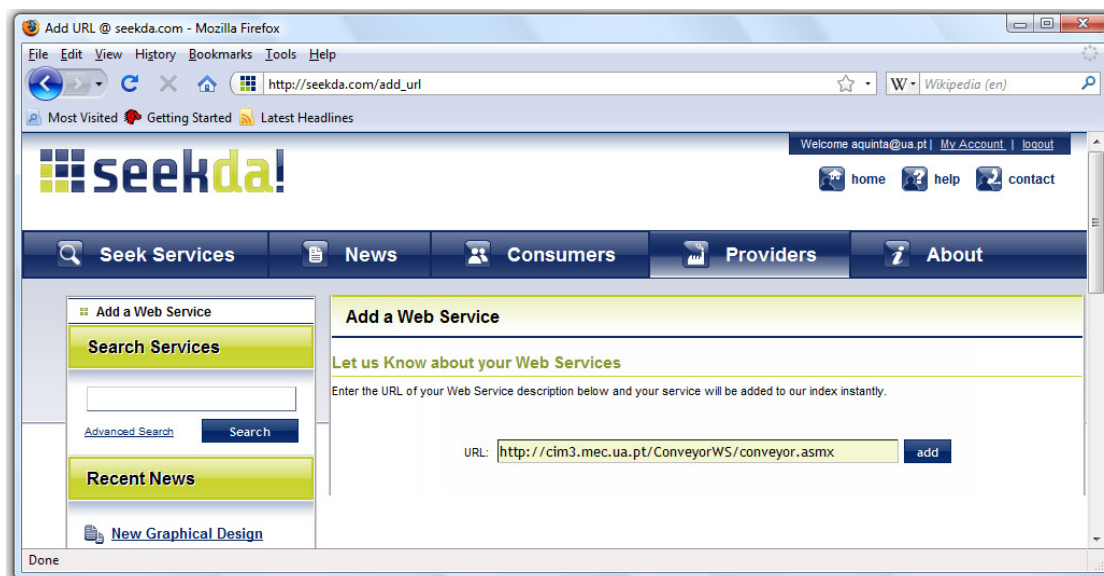 Add URL @ seekda.com - Mozilla Firefox
File Edit View History Bookmarks Tools Help
http://seekda.com/add_url
W Wikipedia (en)
Most Visited Getting Started Latest Headlines
Welcome aquinta@ua.pt | My Account | logout
seekda!
home help contact
Seek Services News Consumers Providers About
Add a Web Service
Search Services
Advanced Search Search
Recent News
New Graphical Design
Add a Web Service
Let us Know about your Web Services
Enter the URL of your Web Service description below and your service will be added to our index instantly.
URL: http://cim3.mec.ua.pt/ConveyorWS/conveyor.asmx add
Done